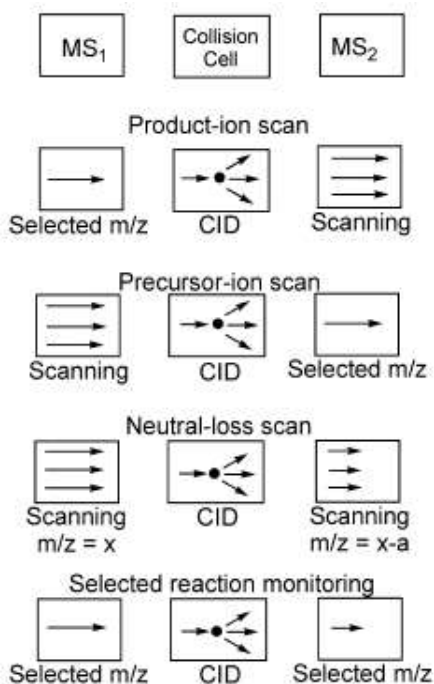 MS1
Collision
Cell
MS2
Product-ion scan
Selected m/z
CID
Scanning
Precursor-ion scan
Scanning
CID
Selected m/z
Neutral-loss scan
Scanning
m/z = x
CID
Scanning
m/z = x-a
Selected reaction monitoring
Selected m/z
CID
Selected m/z